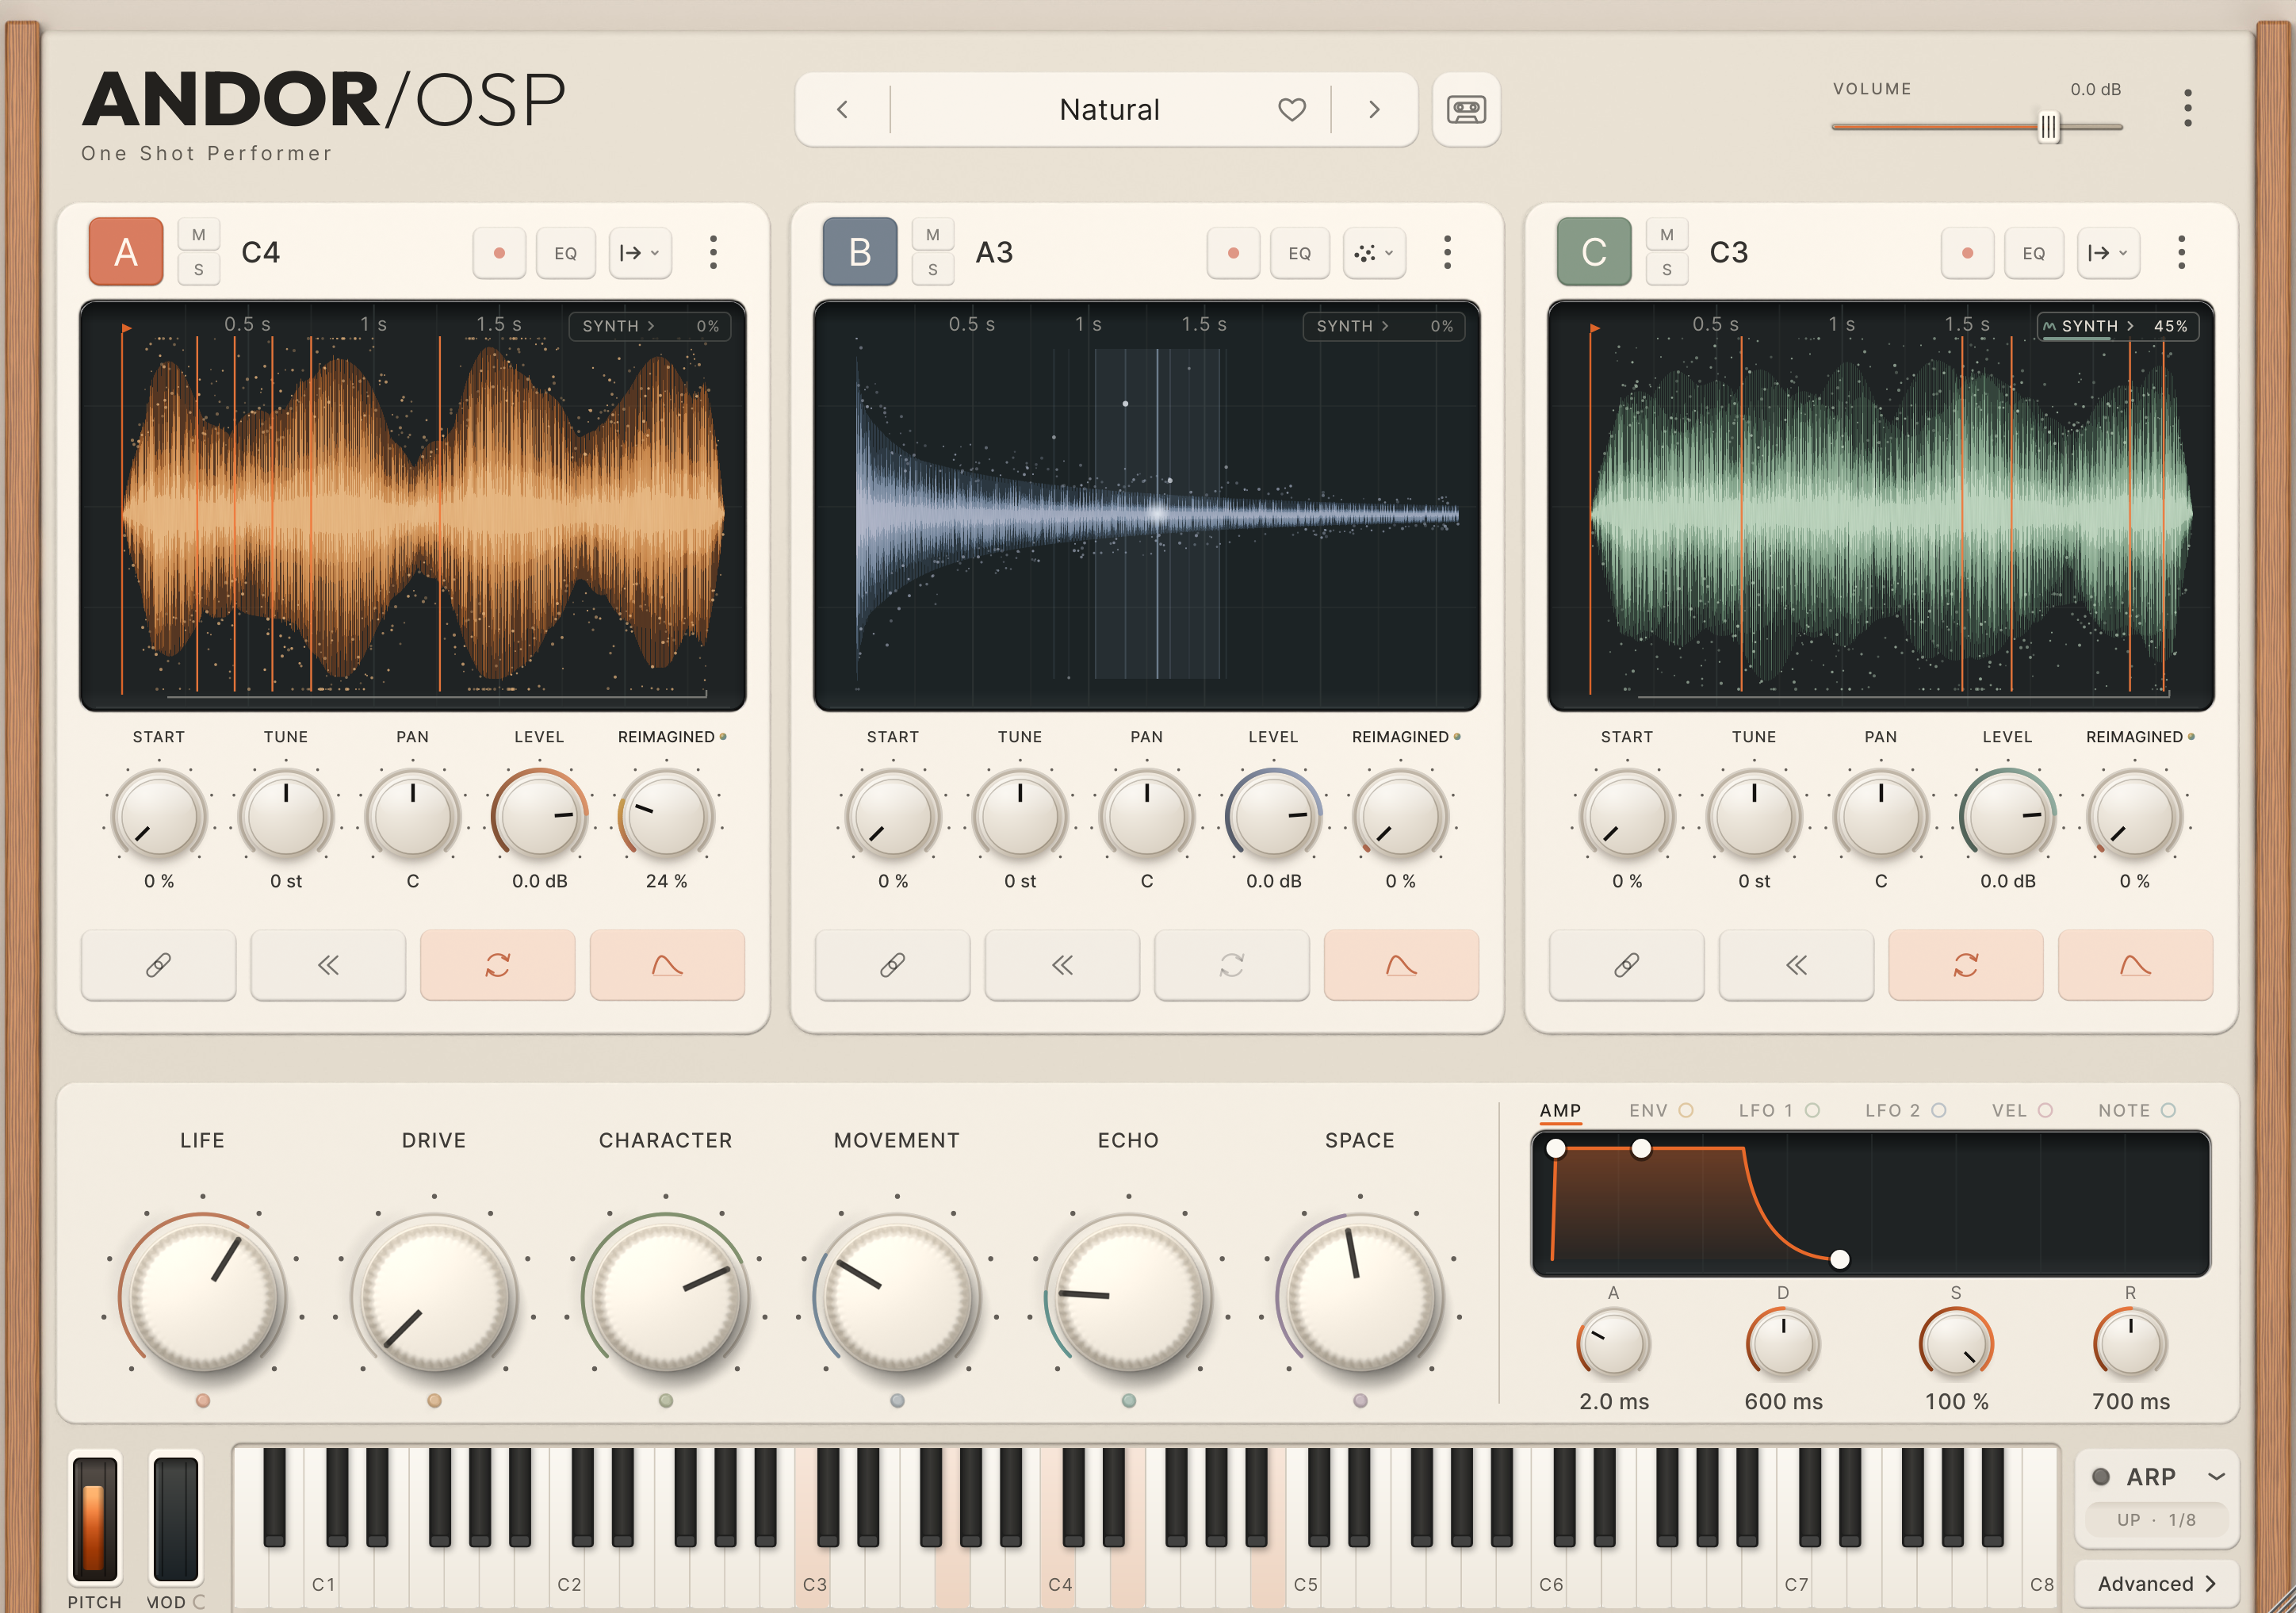 ANDOR/OSP
One Shot Performer
Natural
VOLUME 0.0 dB
A M S C4 EQ
0.5 s 1 s 1.5 s SYNTH > 0%
START TUNE PAN LEVEL REIMAGINED
0 % 0 st C 0.0 dB 24 %
B M S A3 EQ
0.5 s 1 s 1.5 s SYNTH > 0%
START TUNE PAN LEVEL REIMAGINED
0 % 0 st C 0.0 dB 0 %
C M S C3 EQ
0.5 s 1 s 1.5 s SYNTH > 45%
START TUNE PAN LEVEL REIMAGINED
0 % 0 st C 0.0 dB 0 %
LIFE DRIVE CHARACTER MOVEMENT ECHO SPACE
AMP ENV LFO 1 LFO 2 VEL NOTE
A D S R
2.0 ms 600 ms 100 % 700 ms
PITCH MOD
C1 C2 C3 C4 C5 C6 C7 C8
ARP
UP · 1/8
Advanced >